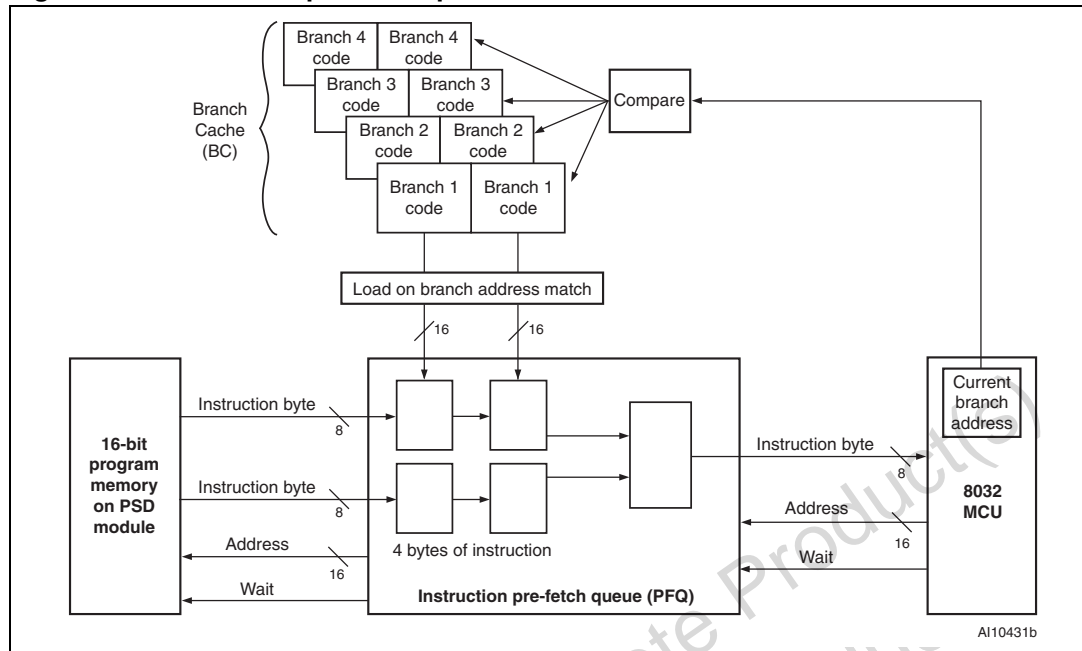 Branch 4
code
Branch 4
code
Branch 3
code
Branch 3
code
Branch 2
code
Branch 2
code
Branch 1
code
Branch 1
code
Branch
Cache
(BC)
Compare
Load on branch address match
16
16
16-bit
program
memory
on PSD
module
Instruction byte
8
Instruction byte
8
Address
16
Wait
4 bytes of instruction
Instruction pre-fetch queue (PFQ)
Instruction byte
8
Address
16
Wait
Current
branch
address
8032
MCU
AI10431b